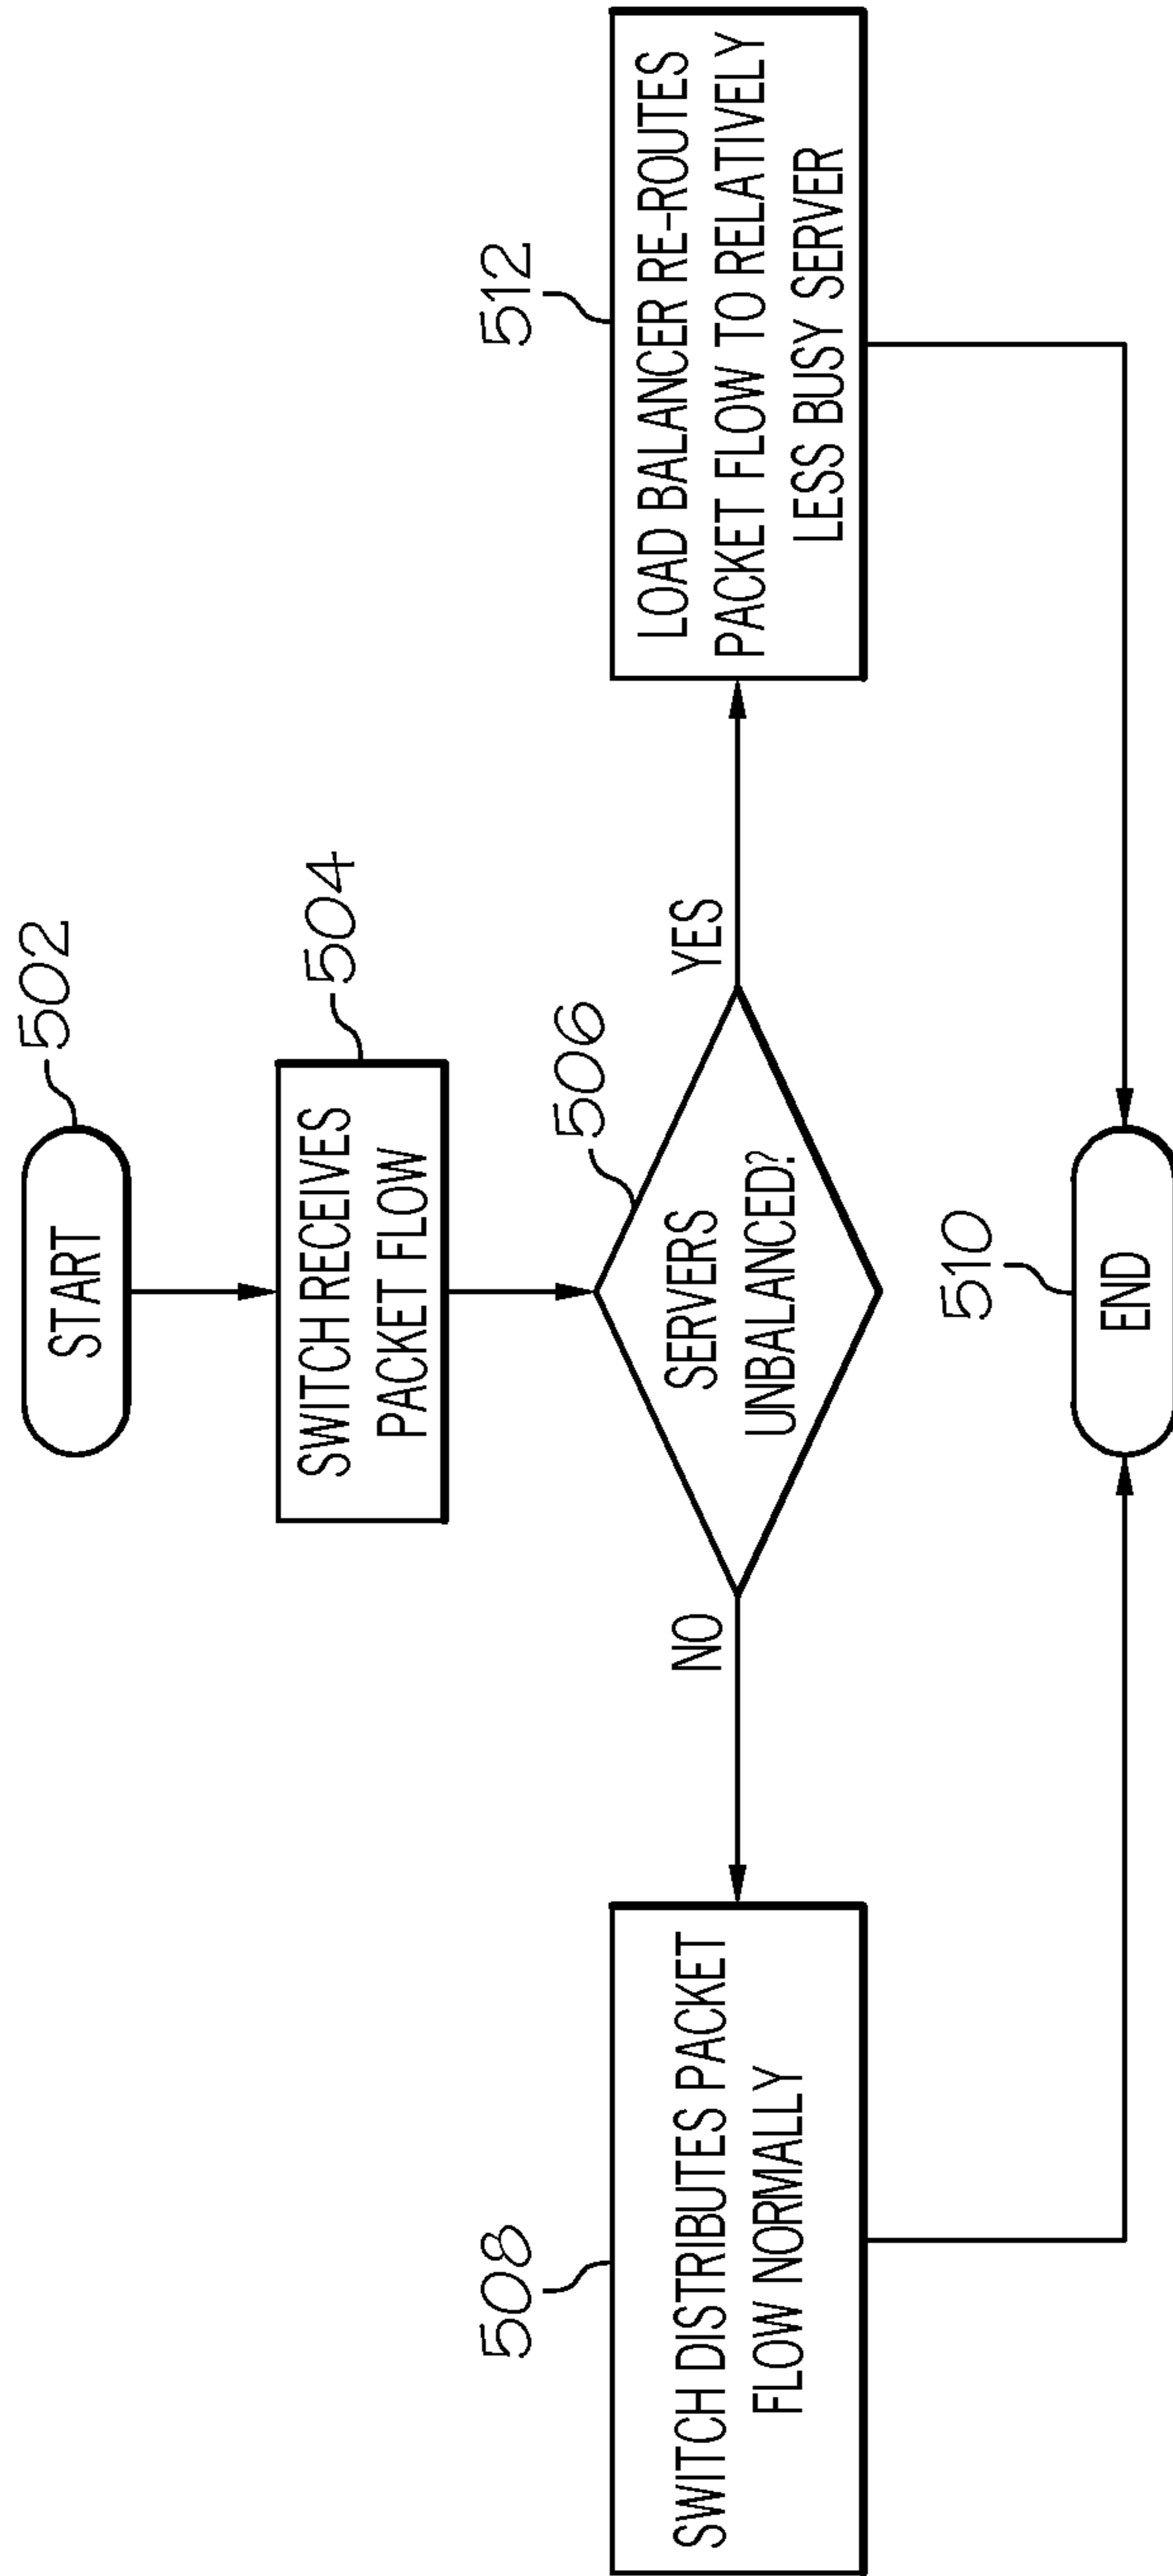 502
START
504
SWITCH RECEIVES
PACKET FLOW
506
SERVERS
UNBALANCED?
NO
YES
508
SWITCH DISTRIBUTES PACKET
FLOW NORMALLY
512
LOAD BALANCER RE-ROUTES
PACKET FLOW TO RELATIVELY
LESS BUSY SERVER
510
END